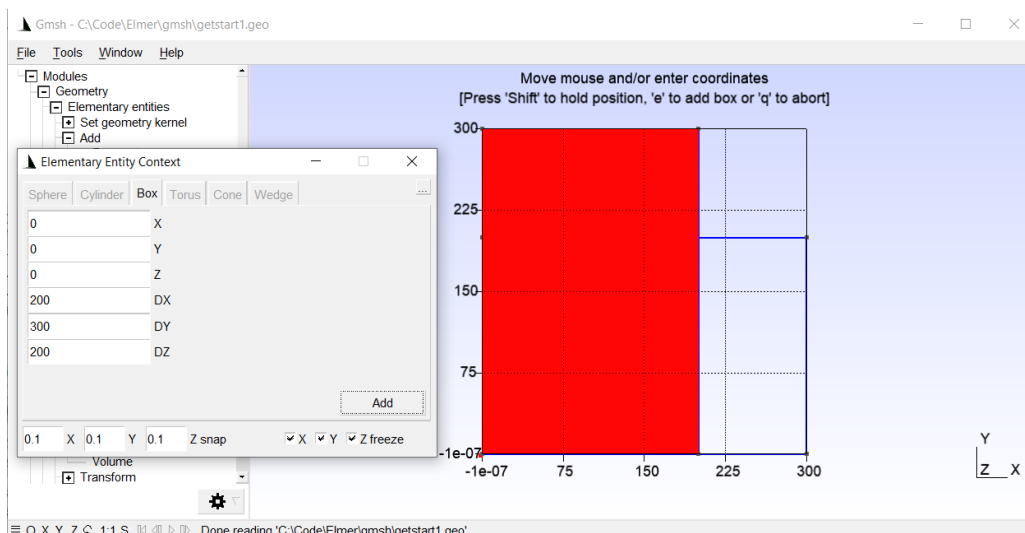 Gmsh - C:\Code\Elmer\gmsh\getstart1.geo
File Tools Window Help
Modules
Geometry
Elementary entities
Set geometry kernel
Add
Elementary Entity Context
Sphere Cylinder Box Torus Cone Wedge ...
0 X
0 Y
0 Z
200 DX
300 DY
200 DZ
Add
0.1 X 0.1 Y 0.1 Z snap X Y Z freeze
Volume
Transform
Move mouse and/or enter coordinates
[Press 'Shift' to hold position, 'e' to add box or 'q' to abort]
300
225
150
75
-1e-07
-1e-07 75 150 225 300
Y
Z X
O X Y Z 1:1 S Done reading 'C:\Code\Elmer\gmsh\getstart1.geo'